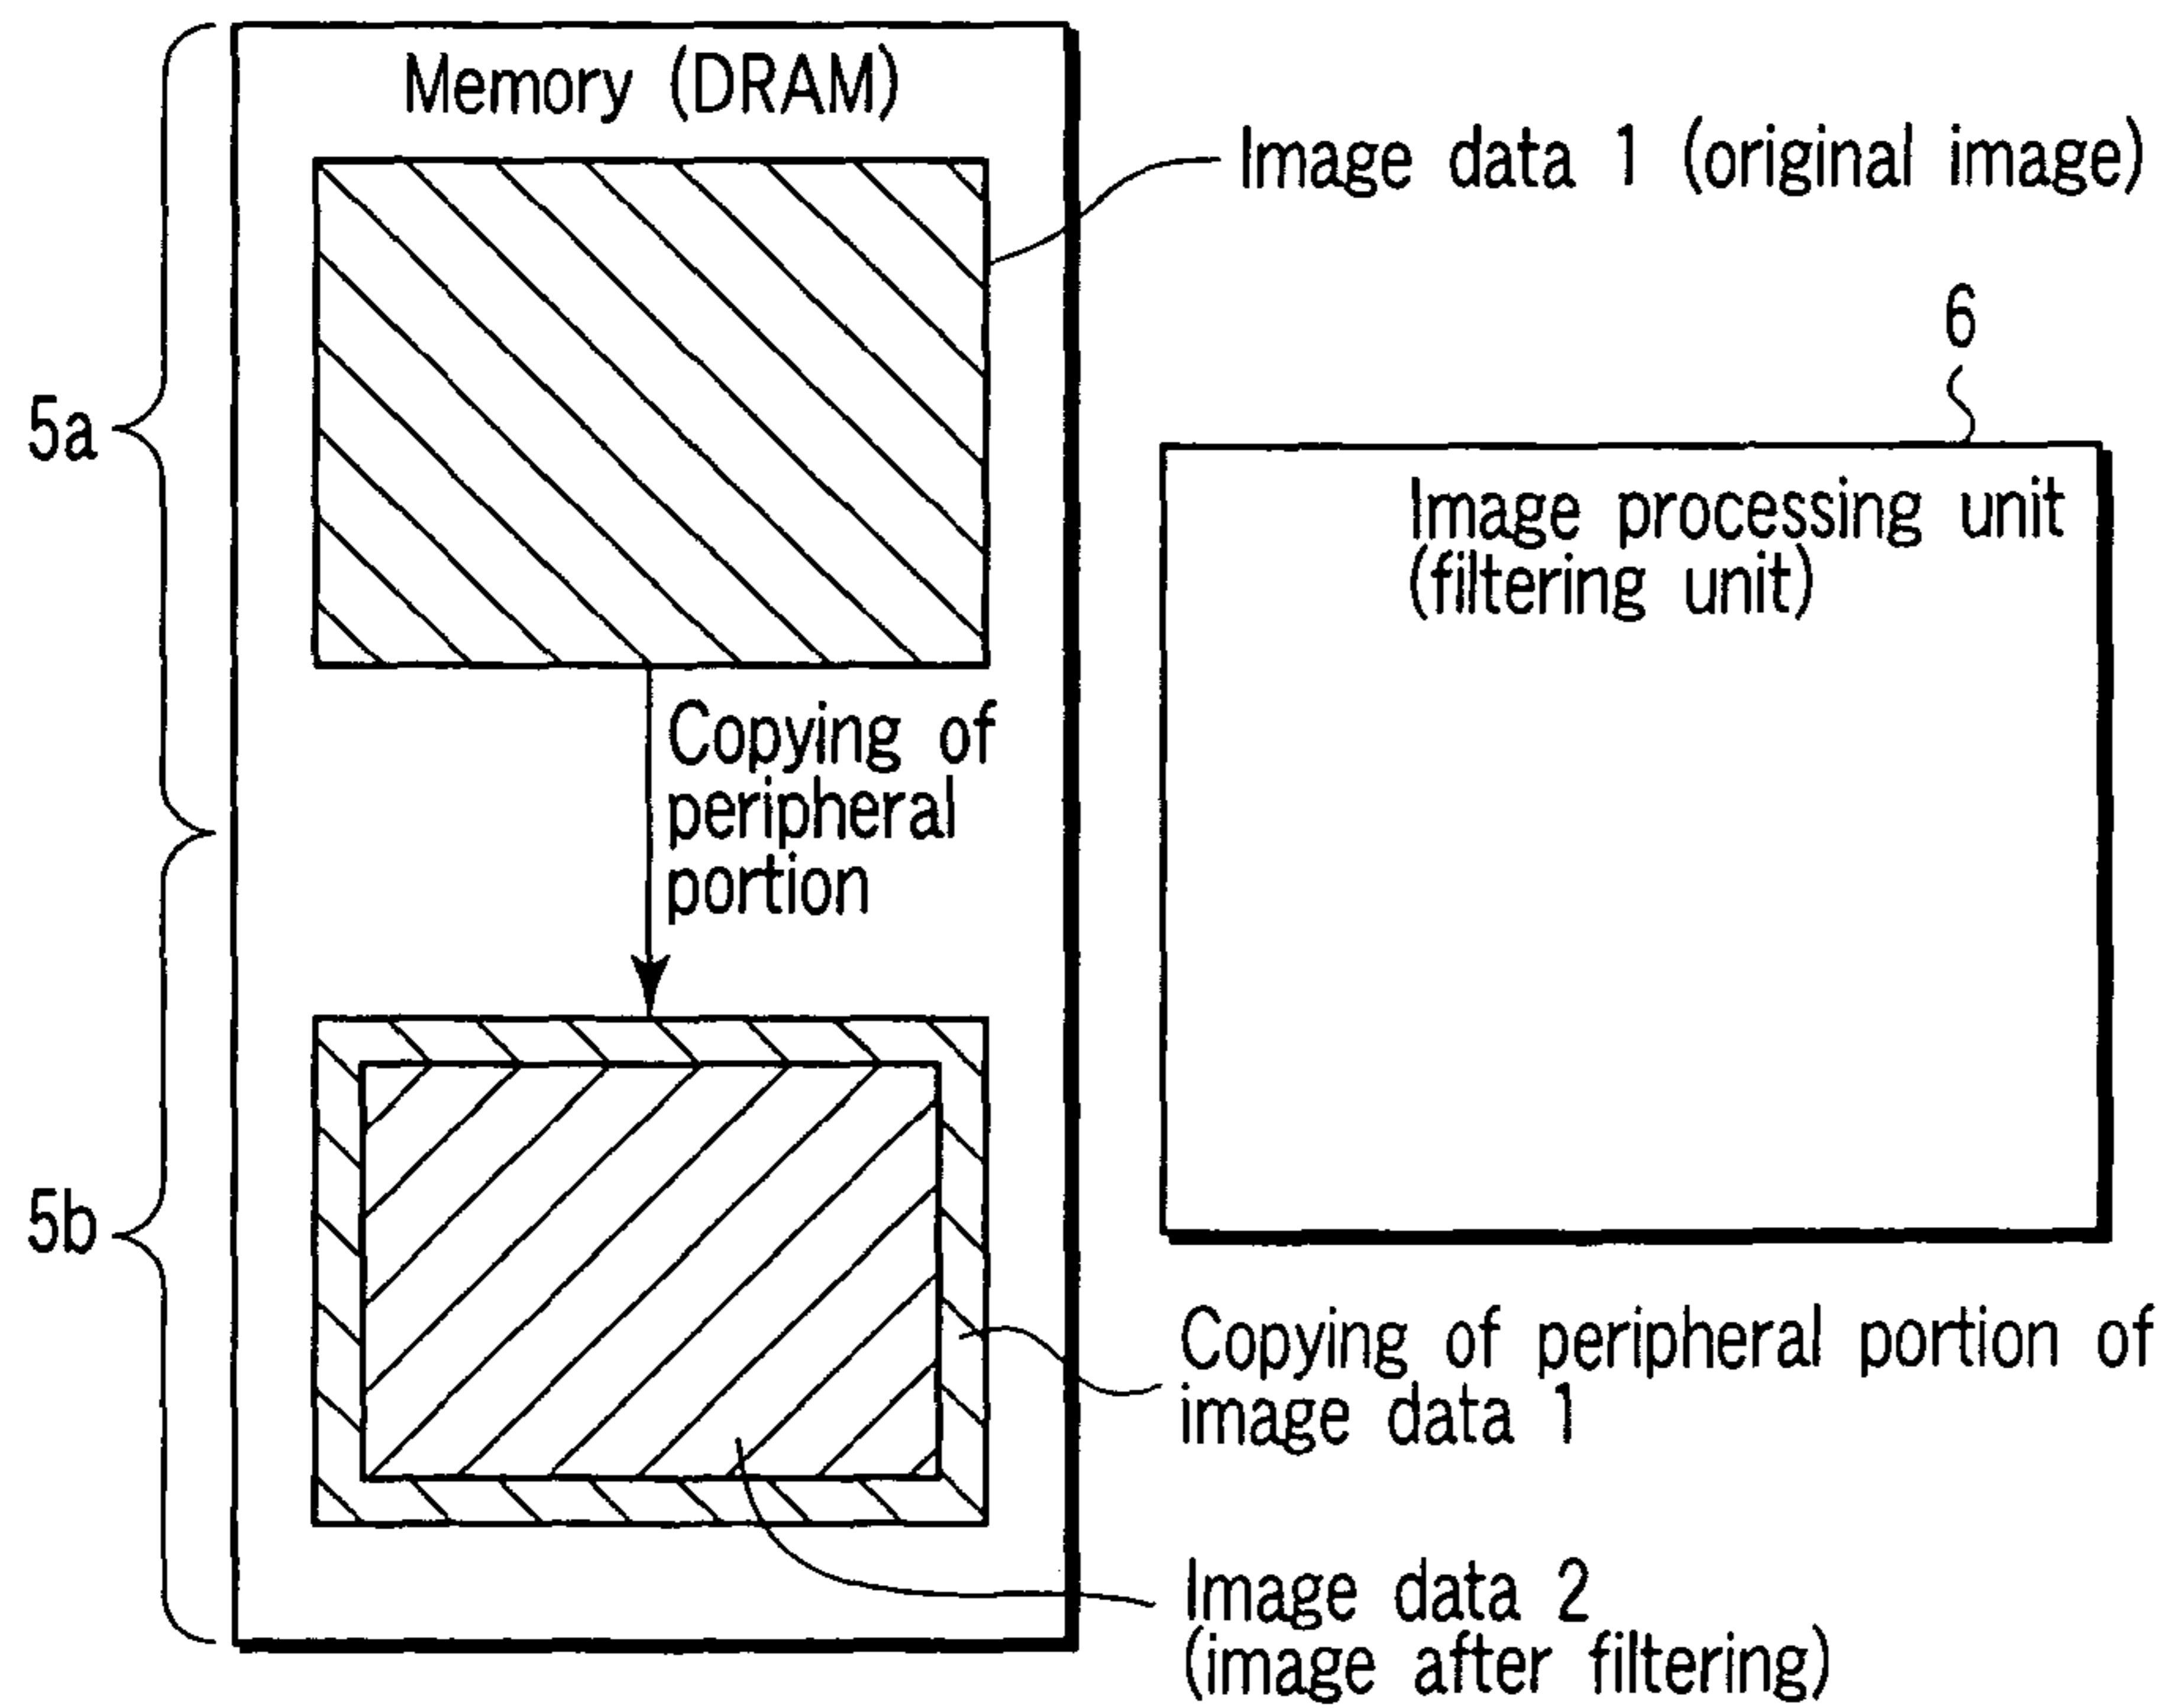 Memory (DRAM)
Image data 1 (original image)
6
5a
Image processing unit
(filtering unit)
Copying of
peripheral
portion
5b
Copying of peripheral portion of
image data 1
Image data 2
(image after filtering)